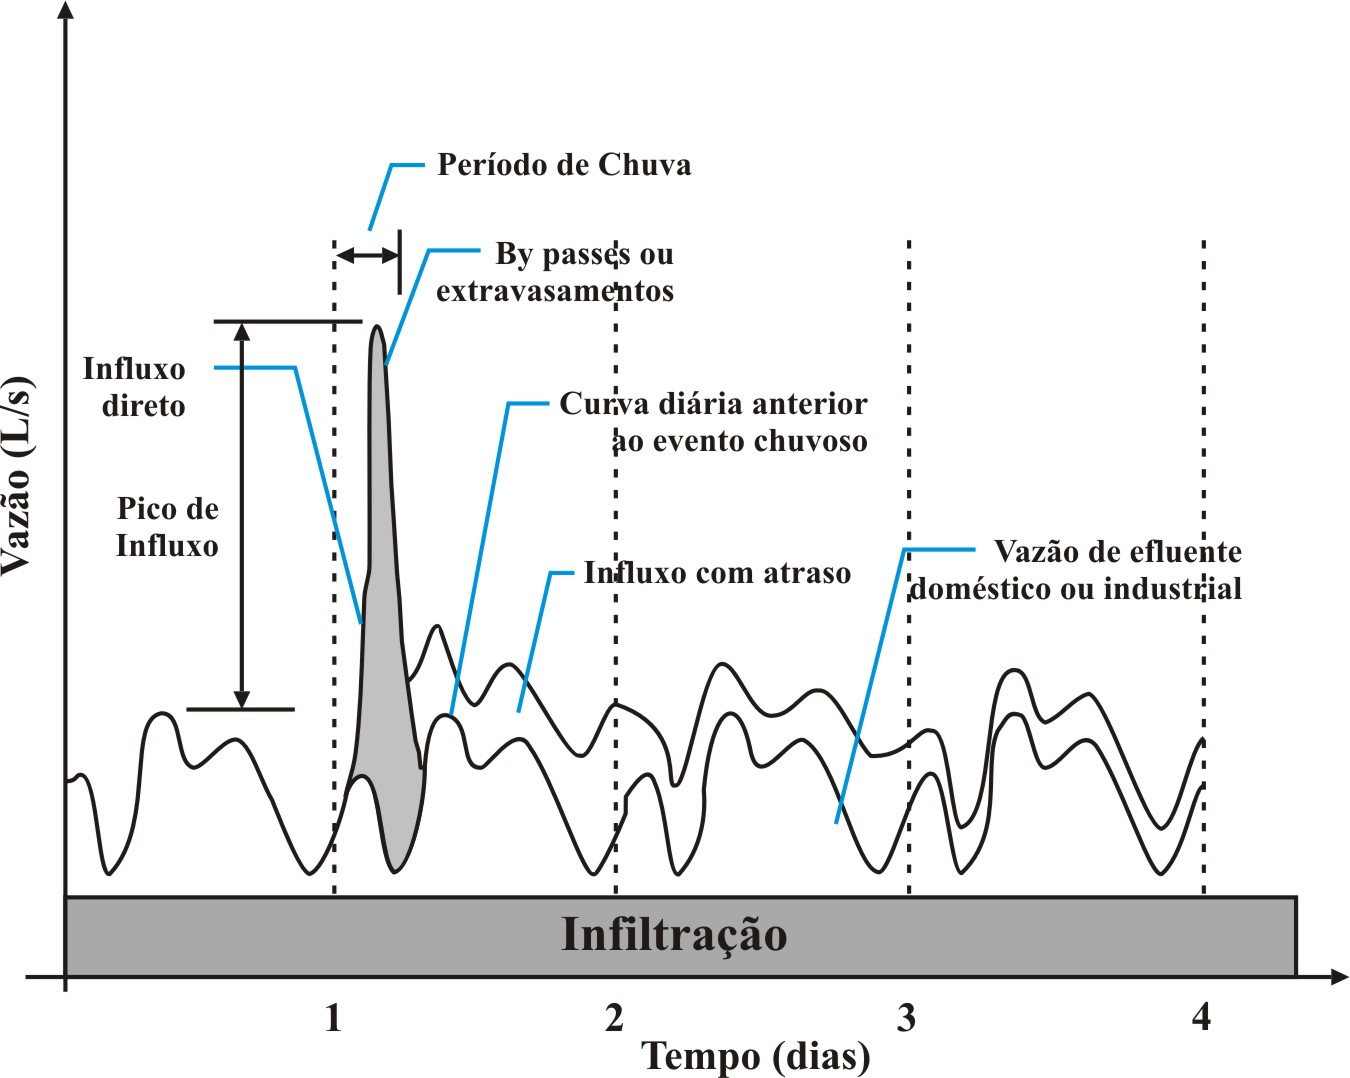 Período de Chuva
By passes ou
extravasamentos
Influxo
direto
Curva diária anterior
ao evento chuvoso
Pico de
Influxo
Influxo com atraso
Vazão de efluente
doméstico ou industrial
Vazão (L/s)
Infiltração
1 2 3 4
Tempo (dias)